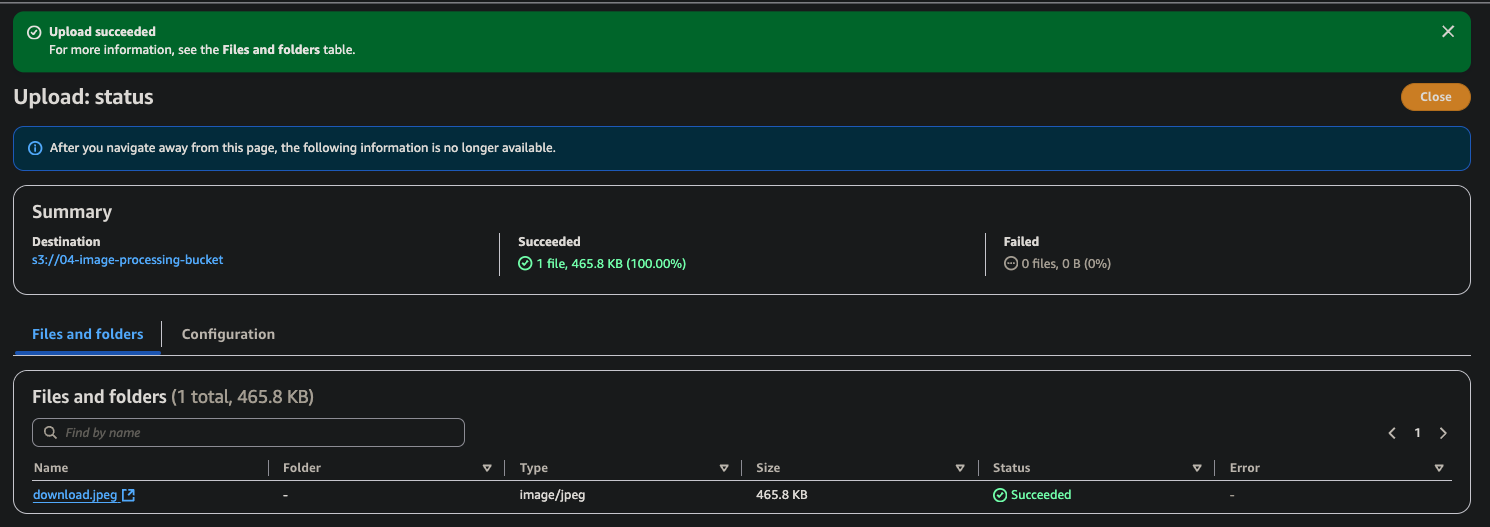 Upload succeeded
For more information, see the Files and folders table.
Upload: status
Close
After you navigate away from this page, the following information is no longer available.
Summary
Destination
s3://04-image-processing-bucket
Succeeded
1 file, 465.8 KB (100.00%)
Failed
0 files, 0 B (0%)
Files and folders
Configuration
Files and folders (1 total, 465.8 KB)
Find by name
1
Name Folder Type Size Status Error
download.jpeg - image/jpeg 465.8 KB Succeeded -